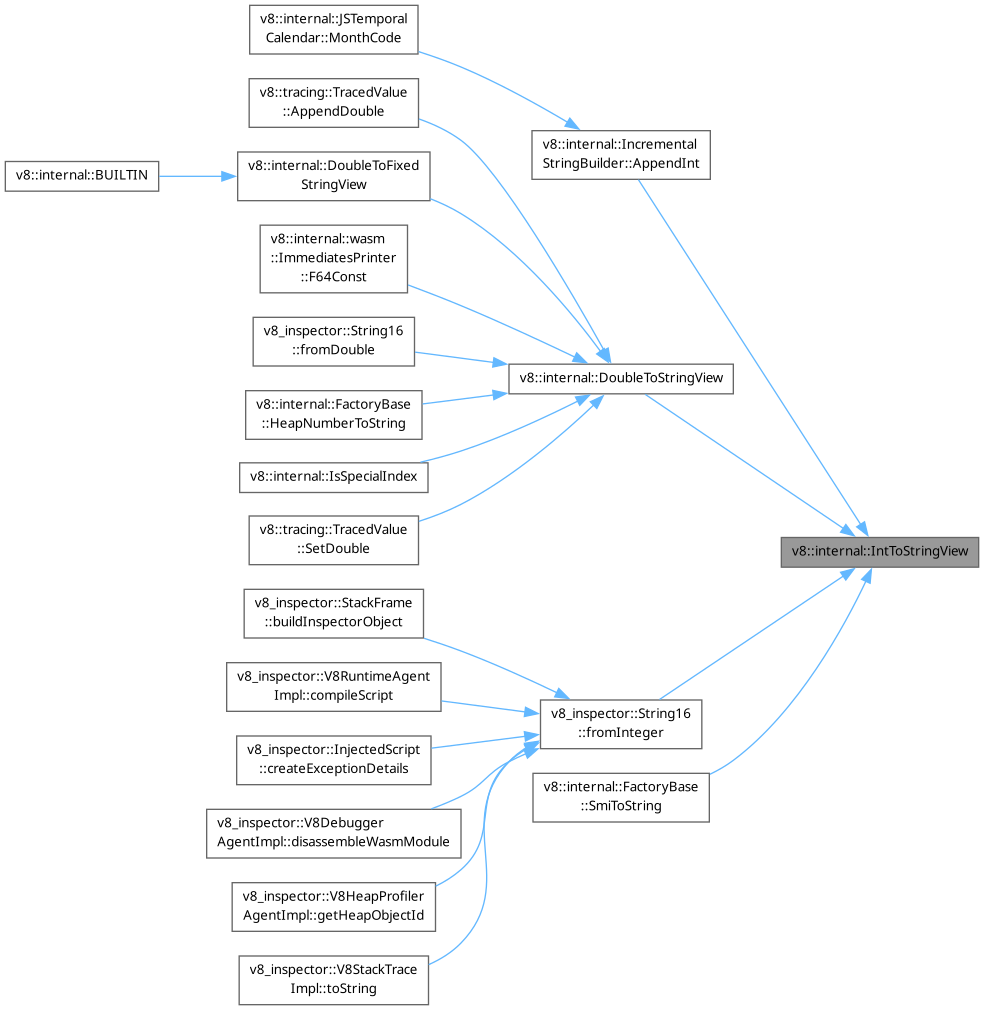 v8::internal::JSTemporal
Calendar::MonthCode
v8::tracing::TracedValue
::AppendDouble
v8::internal::Incremental
StringBuilder::AppendInt
v8::internal::BUILTIN
v8::internal::DoubleToFixed
StringView
v8::internal::wasm
::ImmediatesPrinter
::F64Const
v8_inspector::String16
::fromDouble
v8::internal::DoubleToStringView
v8::internal::FactoryBase
::HeapNumberToString
v8::internal::IsSpecialIndex
v8::tracing::TracedValue
::SetDouble
v8::internal::IntToStringView
v8_inspector::StackFrame
::buildInspectorObject
v8_inspector::V8RuntimeAgent
Impl::compileScript
v8_inspector::String16
::fromInteger
v8_inspector::InjectedScript
::createExceptionDetails
v8::internal::FactoryBase
::SmiToString
v8_inspector::V8Debugger
AgentImpl::disassembleWasmModule
v8_inspector::V8HeapProfiler
AgentImpl::getHeapObjectId
v8_inspector::V8StackTrace
Impl::toString